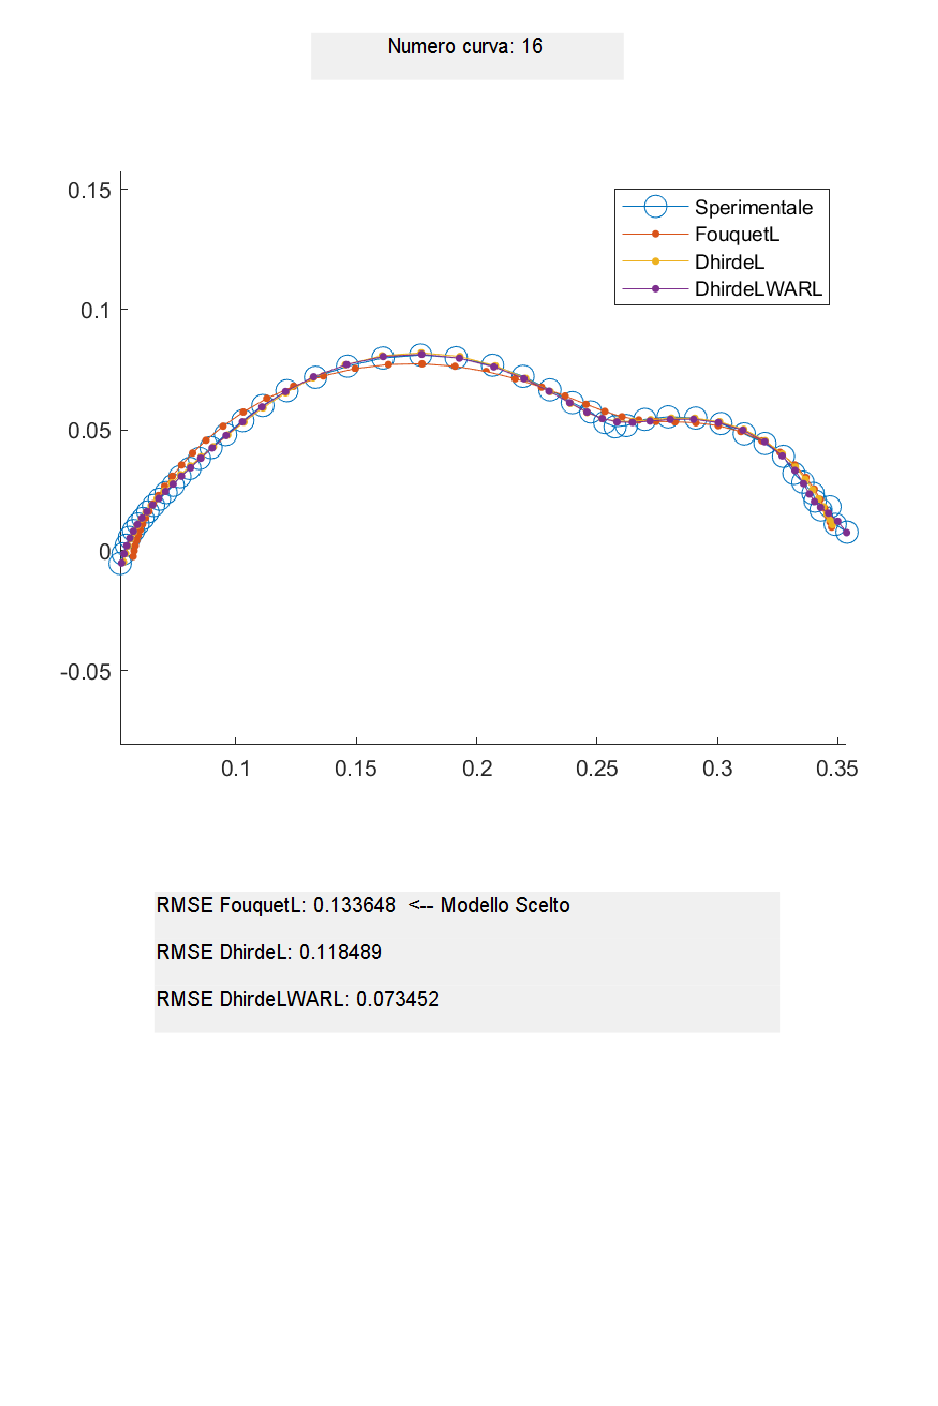 Numero curva: 16
0.15
0.1
0.05
0
-0.05
Sperimentale
FouquetL
DhirdeL
DhirdeLWARL
0.1 0.15 0.2 0.25 0.3 0.35
RMSE FouquetL: 0.133648 <-- Modello Scelto
RMSE DhirdeL: 0.118489
RMSE DhirdeLWARL: 0.073452